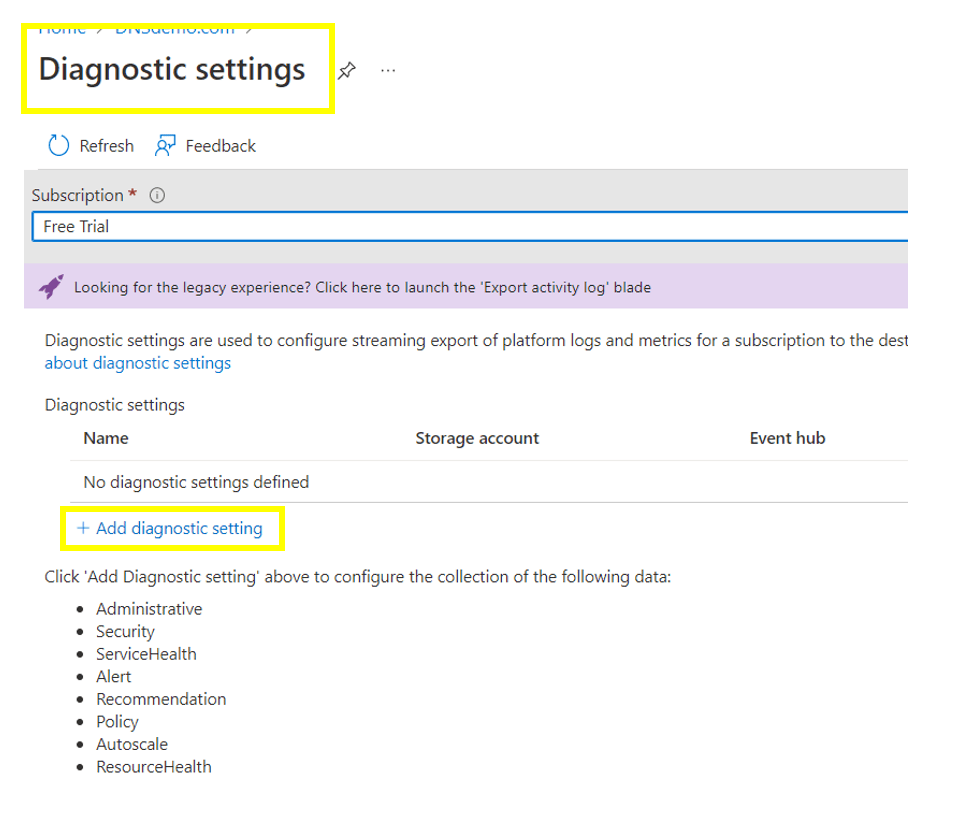 Home > DNSdemo.com >
Diagnostic settings
Refresh Feedback
Subscription *
Free Trial
Looking for the legacy experience? Click here to launch the 'Export activity log' blade
Diagnostic settings are used to configure streaming export of platform logs and metrics for a subscription to the dest
about diagnostic settings
Diagnostic settings
Name Storage account Event hub
No diagnostic settings defined
+ Add diagnostic setting
Click 'Add Diagnostic setting' above to configure the collection of the following data:
• Administrative
• Security
• ServiceHealth
• Alert
• Recommendation
• Policy
• Autoscale
• ResourceHealth